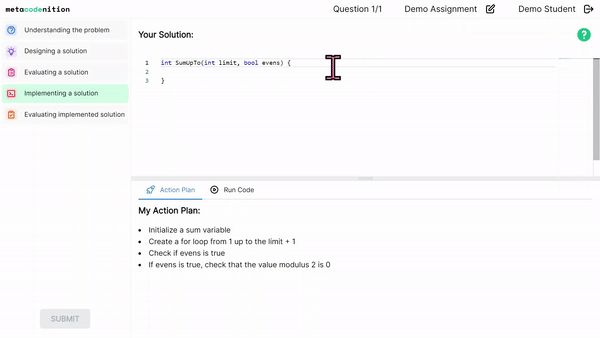 metacodenition
Question 1/1
Demo Assignment
Demo Student
Understanding the problem
Designing a solution
Evaluating a solution
Implementing a solution
Evaluating implemented solution
SUBMIT
Your Solution:
?
1 int SumUpTo(int limit, bool evens) {
2
3 }
Action Plan
Run Code
My Action Plan:
• Initialize a sum variable
• Create a for loop from 1 up to the limit + 1
• Check if evens is true
• If evens is true, check that the value modulus 2 is 0